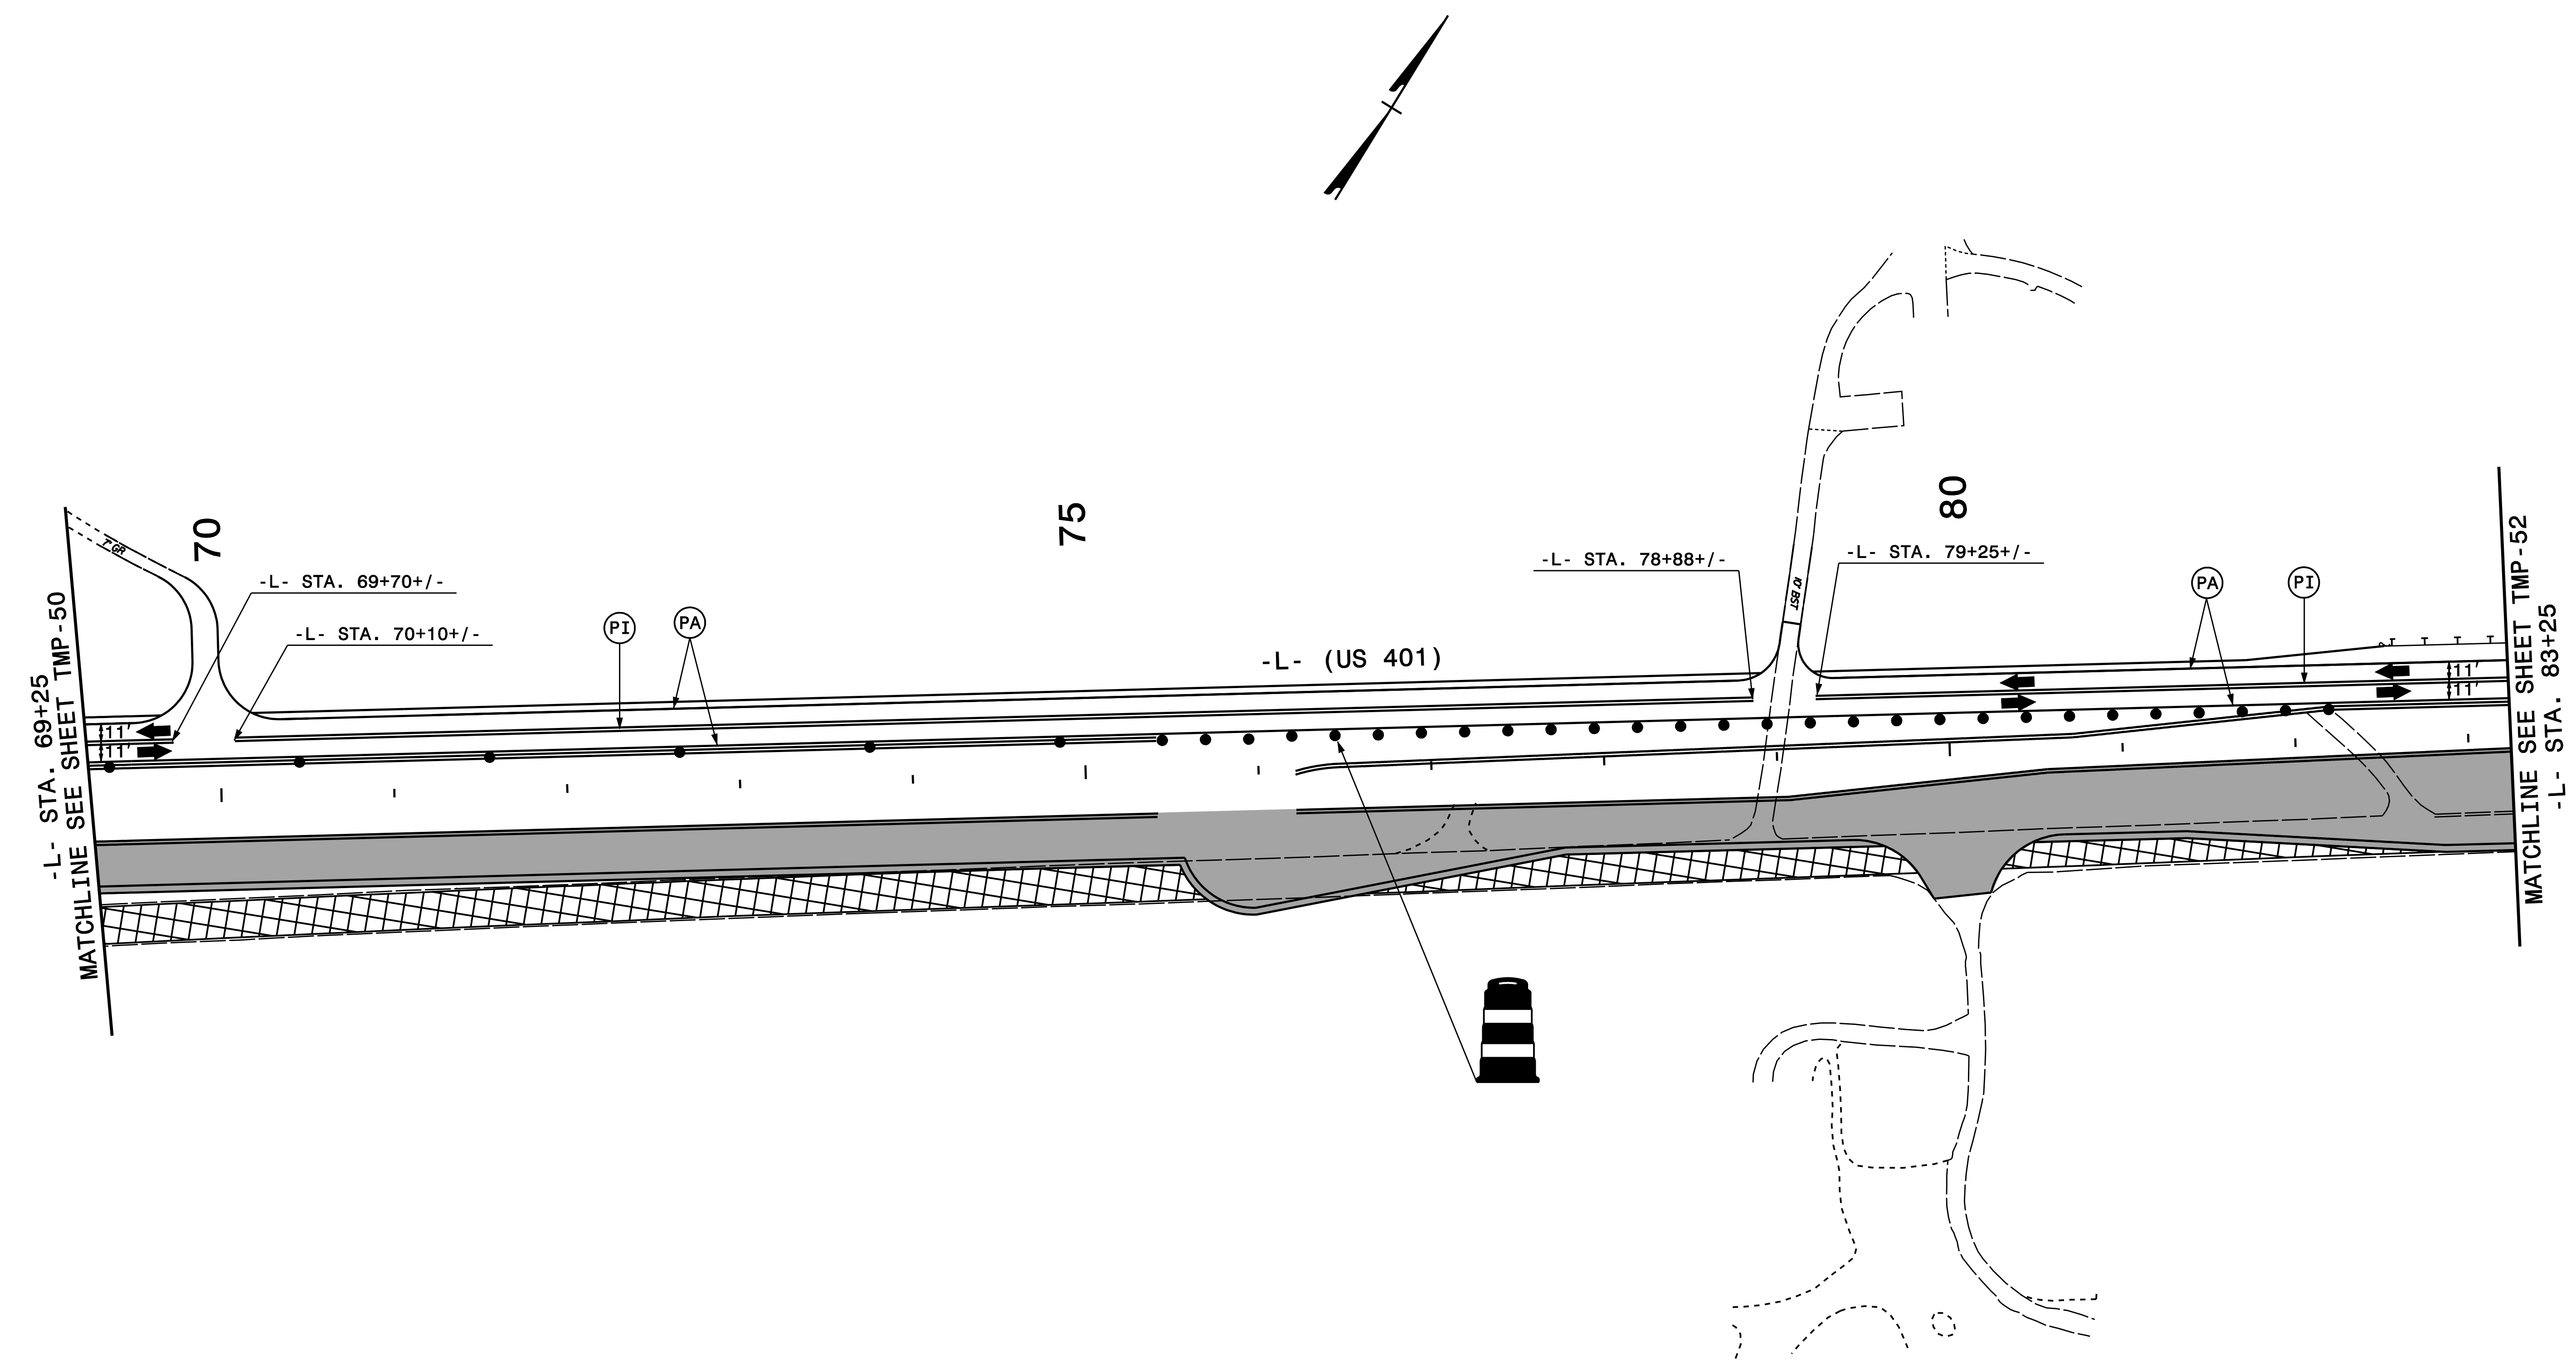 -L- STA. 69+25
MATCHLINE SEE SHEET TMP-50
7' GR
70
-L- STA. 69+70+/-
-L- STA. 70+10+/-
11'
11'
PI
PA
75
-L- (US 401)
-L- STA. 78+88+/-
10' BST
80
-L- STA. 79+25+/-
PA
PI
11'
11'
MATCHLINE SEE SHEET TMP-52
-L- STA. 83+25